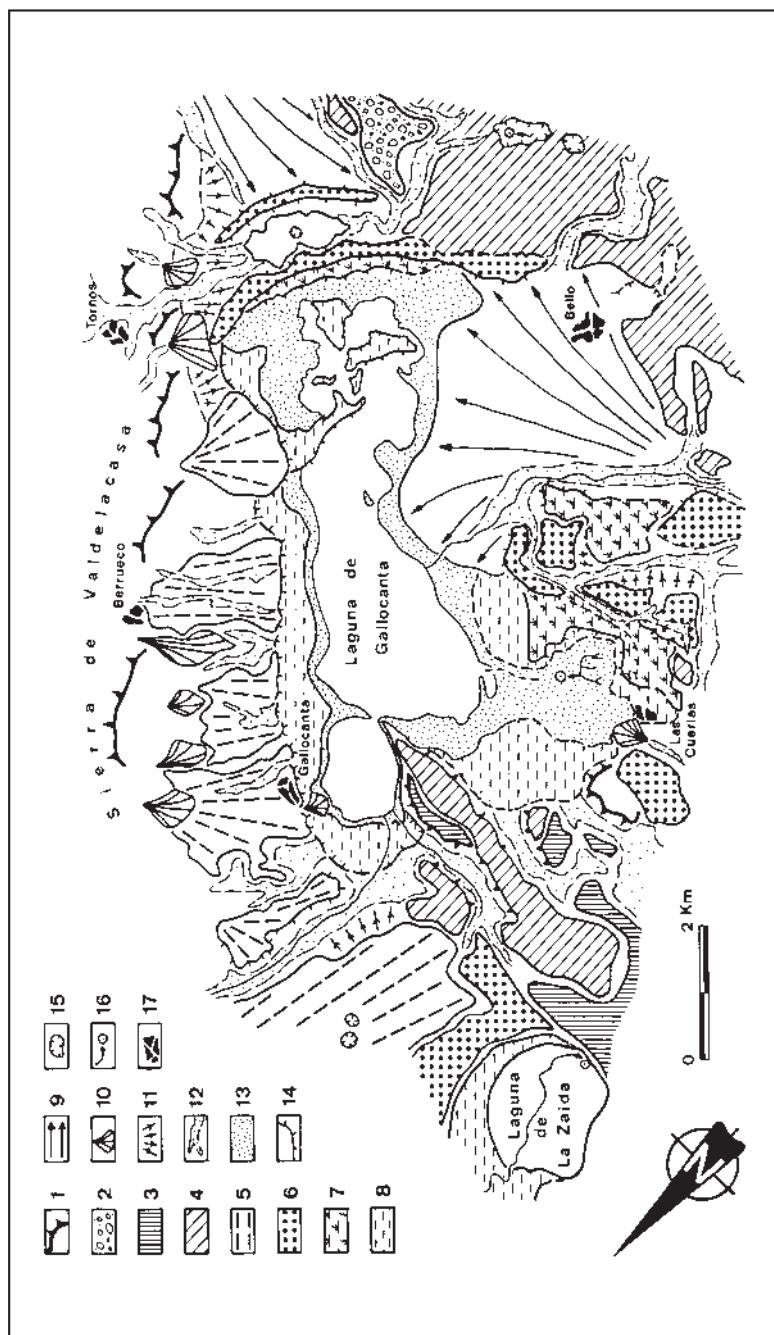 Sierra de Valdelacasa
Tornos
Berrueco
Gallocanta
Laguna de
Gallocanta
Bello
Las
Cuerlas
Laguna
de
La Zaida
0 2 Km
N
1
2
3
4
5
6
7
8
9
10
11
12
13
14
15
16
17